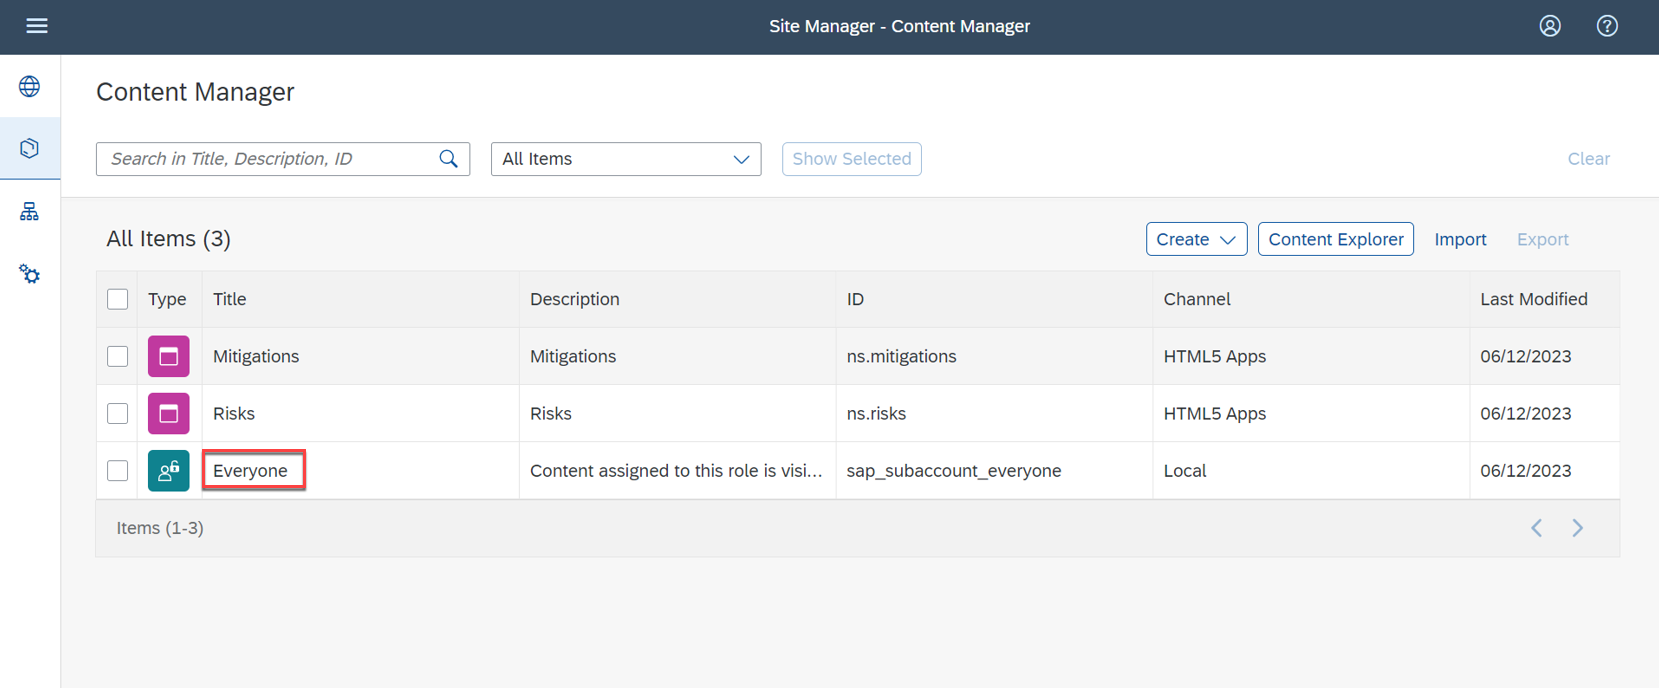 Site Manager - Content Manager
Content Manager
Search in Title, Description, ID
All Items
Show Selected
Clear
All Items (3)
Create
Content Explorer
Import
Export
Type Title Description ID Channel Last Modified
Mitigations Mitigations ns.mitigations HTML5 Apps 06/12/2023
Risks Risks ns.risks HTML5 Apps 06/12/2023
Everyone Content assigned to this role is visi... sap_subaccount_everyone Local 06/12/2023
Items (1-3)